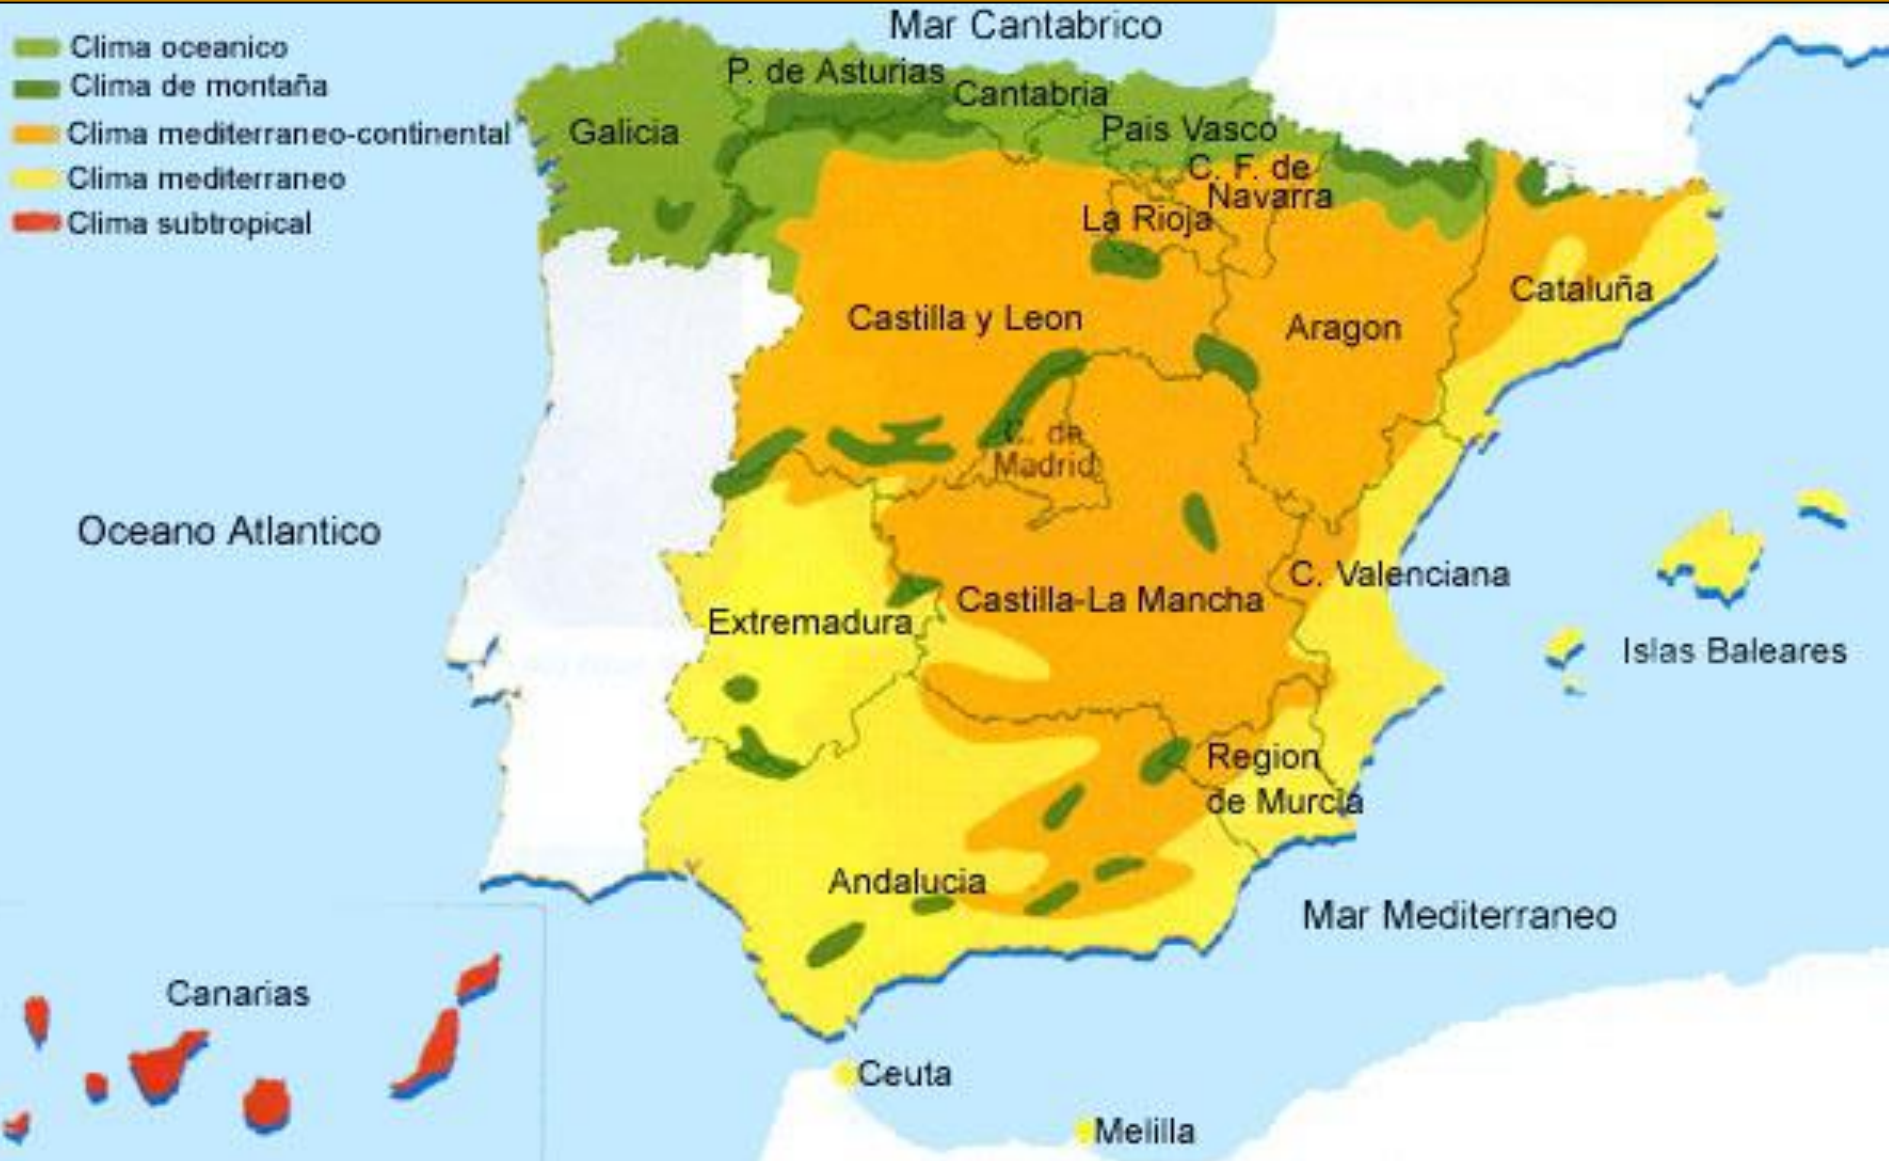 Mar Cantabrico
Clima oceanico
Clima de montaña
Clima mediterraneo-continental
Clima mediterraneo
Clima subtropical
P. de Asturias
Cantabria
Galicia
Pais Vasco
C. F. de
Navarra
La Rioja
Cataluña
Castilla y Leon
Aragon
C. de
Madrid
Oceano Atlantico
C. Valenciana
Castilla-La Mancha
Extremadura
Islas Baleares
Region
de Murcia
Andalucia
Mar Mediterraneo
Canarias
Ceuta
Melilla